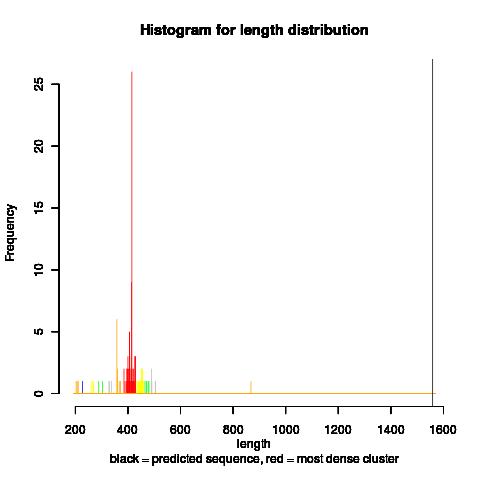 Histogram for length distribution
Frequency
25
20
15
10
5
0
200 400 600 800 1000 1200 1400 1600
length
black = predicted sequence, red = most dense cluster